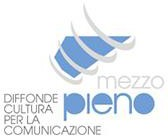 mezzo
pieno
DIFFONDE
CULTURA
PER LA
COMUNICAZIONE